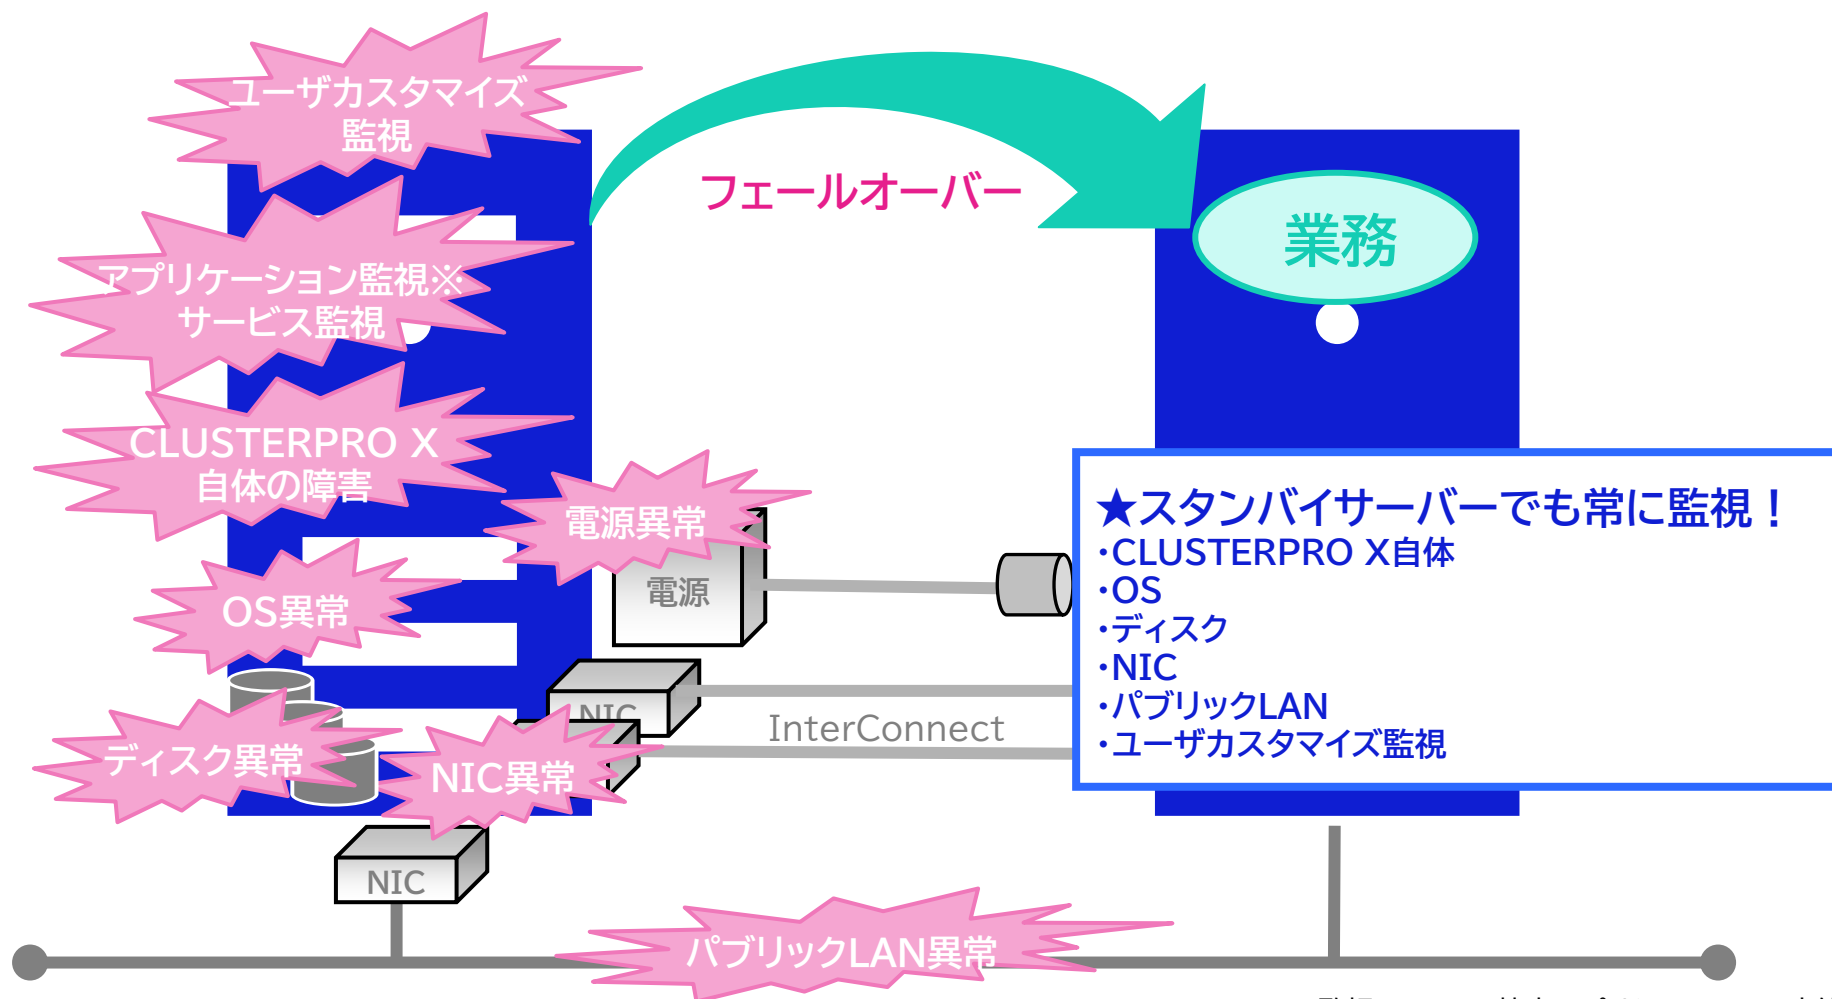 ユーザカスタマイズ
監視
フェールオーバー
業務
アプリケーション監視※
サービス監視
CLUSTERPRO X
自体の障害
電源異常
電源
★スタンバイサーバーでも常に監視！
・CLUSTERPRO X自体
・OS
・ディスク
・NIC
・パブリックLAN
・ユーザカスタマイズ監視
OS異常
NIC
InterConnect
ディスク異常
NIC異常
NIC
パブリックLAN異常